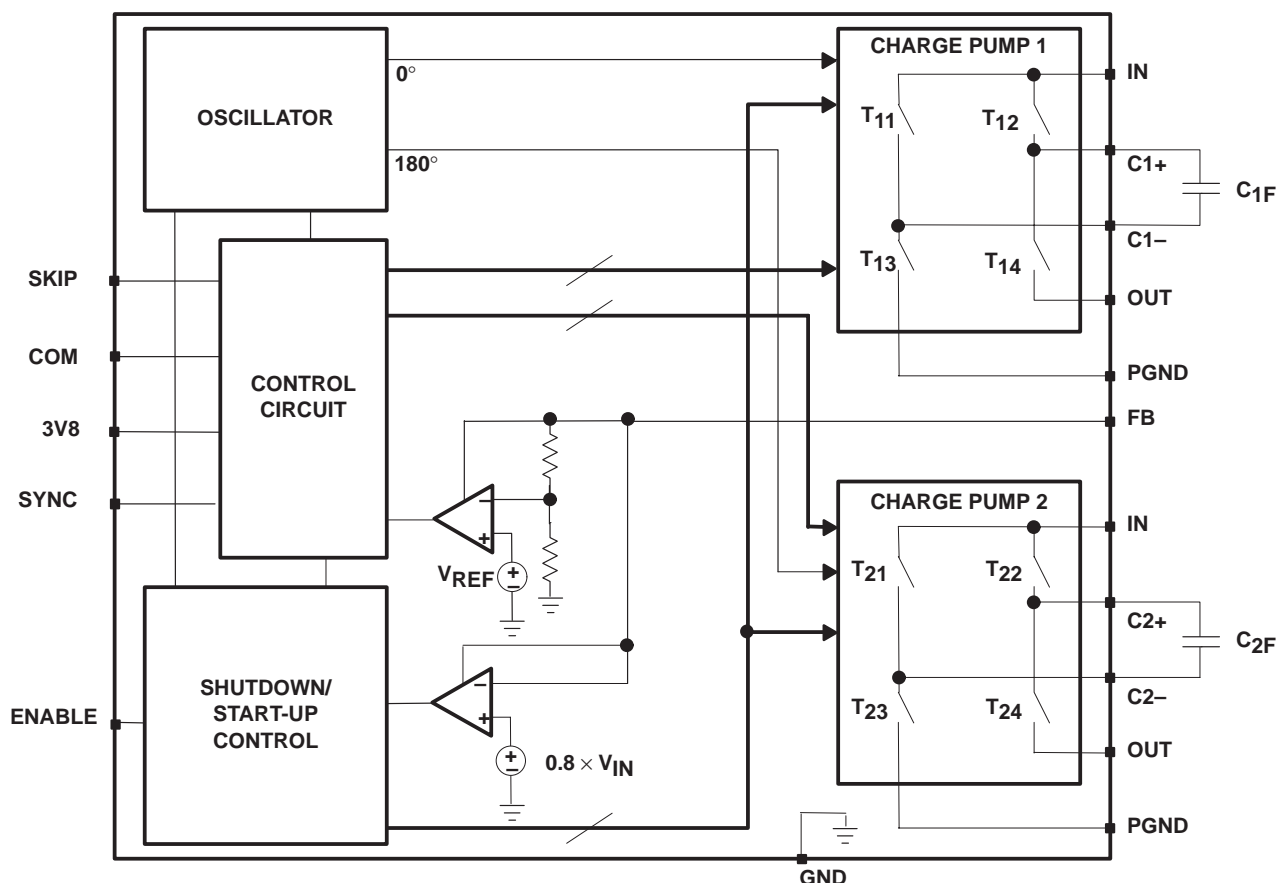 OSCILLATOR
0°
180°
CHARGE PUMP 1
T11
T12
T13
T14
IN
C1+
C1F
C1–
OUT
PGND
FB
SKIP
COM
3V8
SYNC
CONTROL
CIRCUIT
–
+
VREF
+
–
CHARGE PUMP 2
T21
T22
T23
T24
IN
C2+
C2F
C2–
OUT
PGND
ENABLE
SHUTDOWN/
START-UP
CONTROL
–
+
+
–
0.8 × VIN
GND